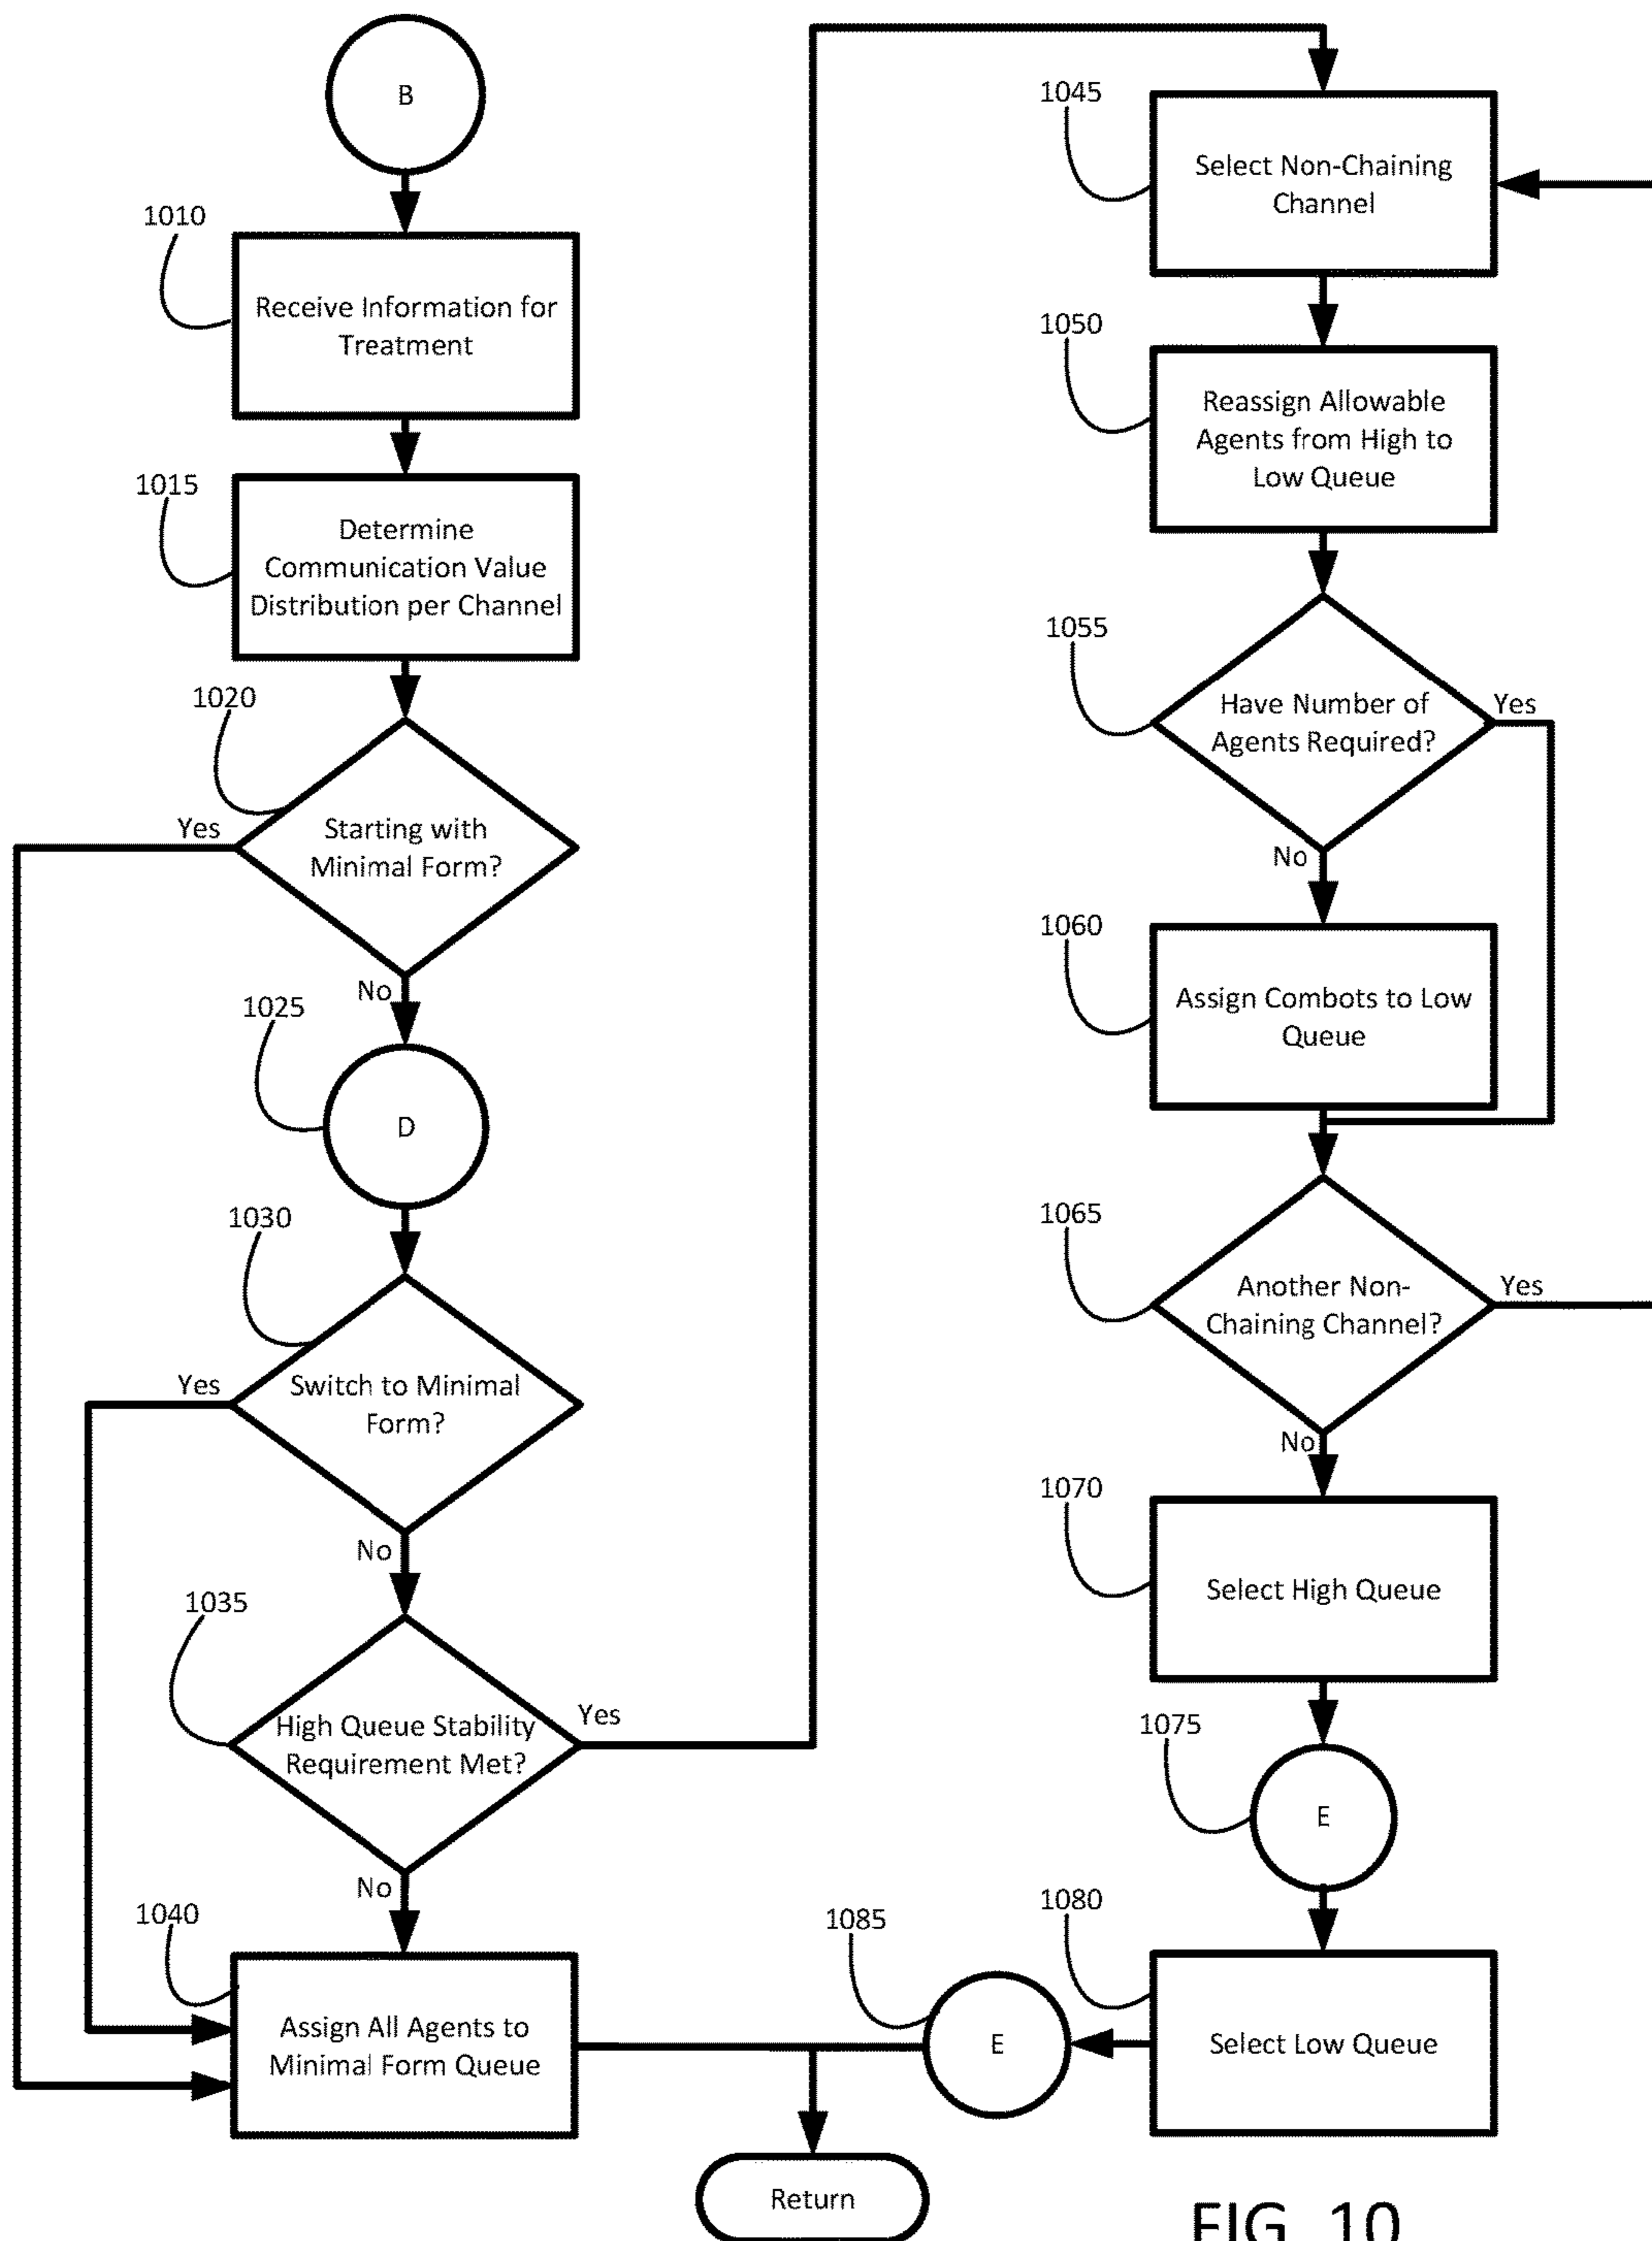 B
1010
Receive Information for
Treatment
1015
Determine
Communication Value
Distribution per Channel
1020
Yes
Starting with
Minimal Form?
No
1025
D
1030
Yes
Switch to Minimal
Form?
No
1035
High Queue Stability
Requirement Met?
Yes
No
1040
Assign All Agents to
Minimal Form Queue
1045
Select Non-Chaining
Channel
1050
Reassign Allowable
Agents from High to
Low Queue
1055
Have Number of
Agents Required?
Yes
No
1060
Assign Combots to Low
Queue
1065
Another Non-
Chaining Channel?
Yes
No
1070
Select High Queue
1075
E
1080
Select Low Queue
1085
E
Return
FIG. 10